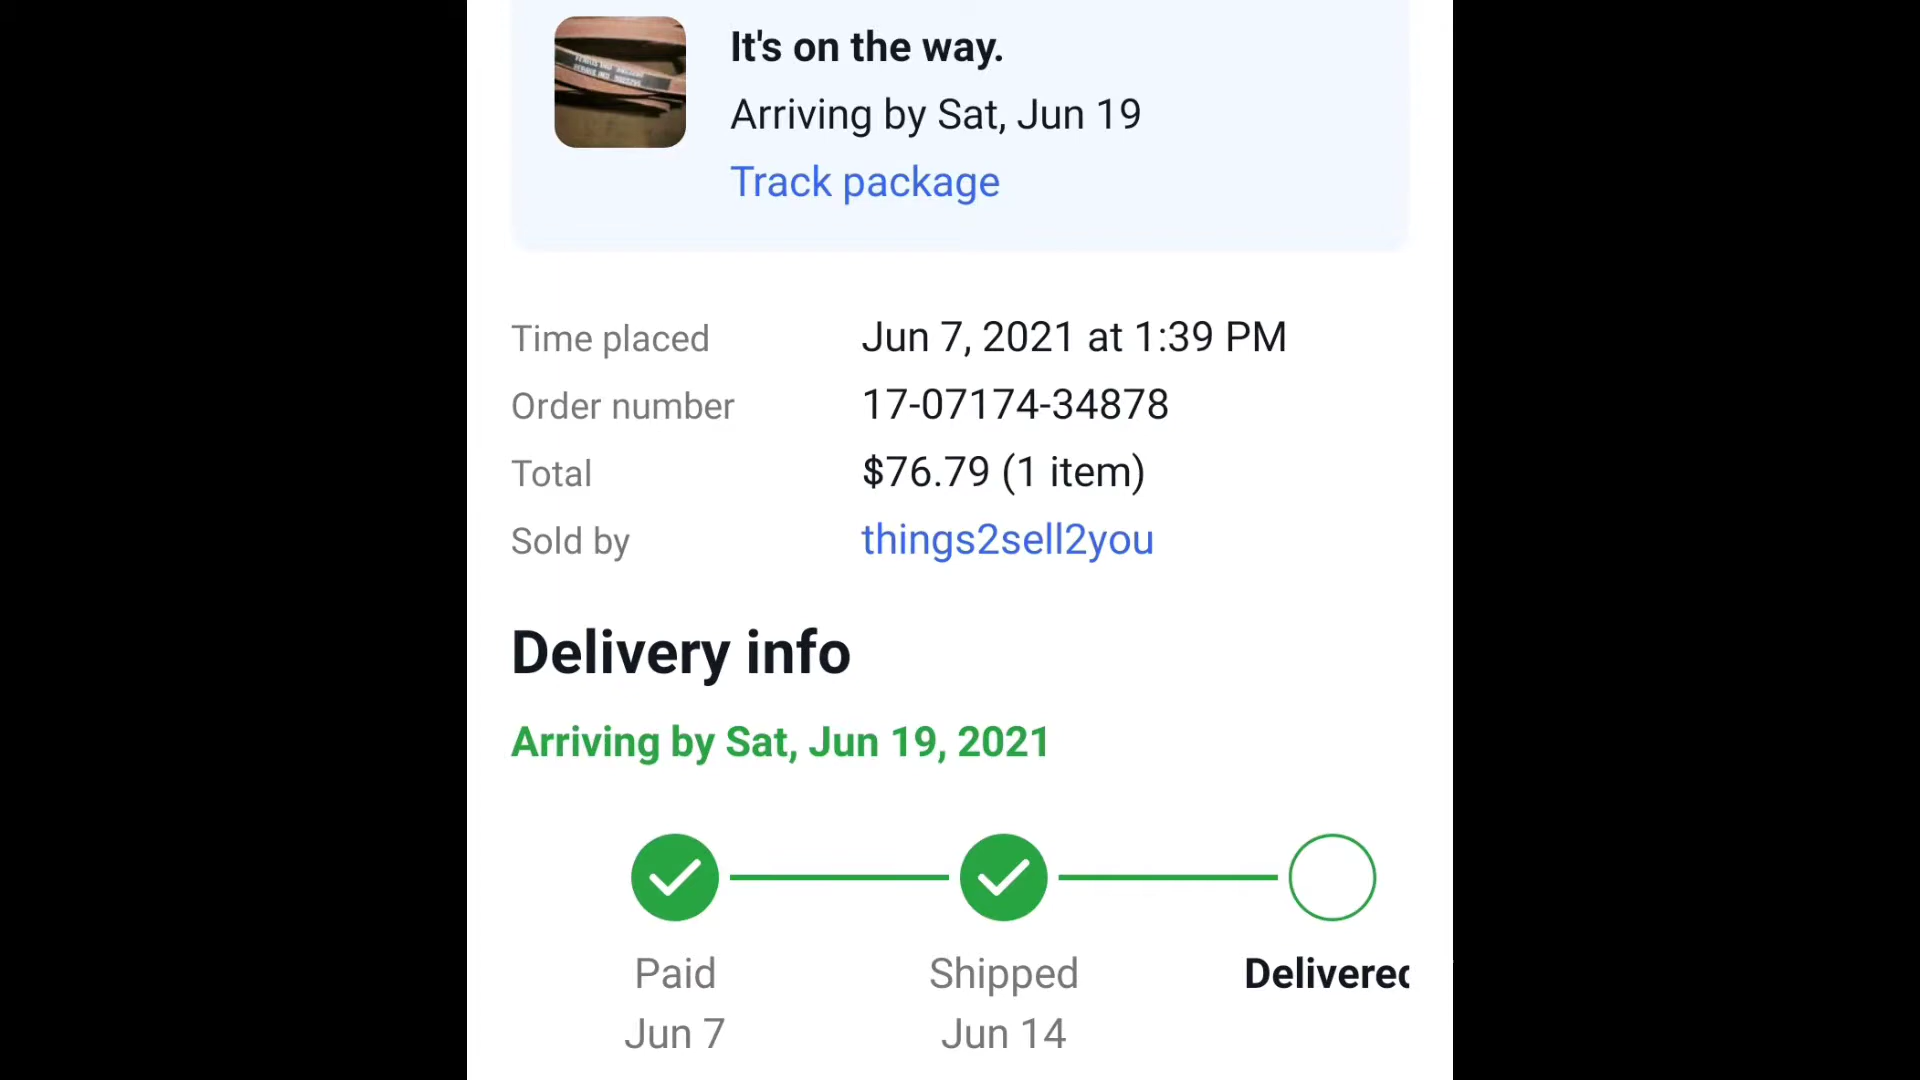 It's on the way.
Arriving by Sat, Jun 19
Track package
Time placed Jun 7, 2021 at 1:39 PM
Order number 17-07174-34878
Total $76.79 (1 item)
Sold by things2sell2you
Delivery info
Arriving by Sat, Jun 19, 2021
Paid Shipped Delivered
Jun 7 Jun 14